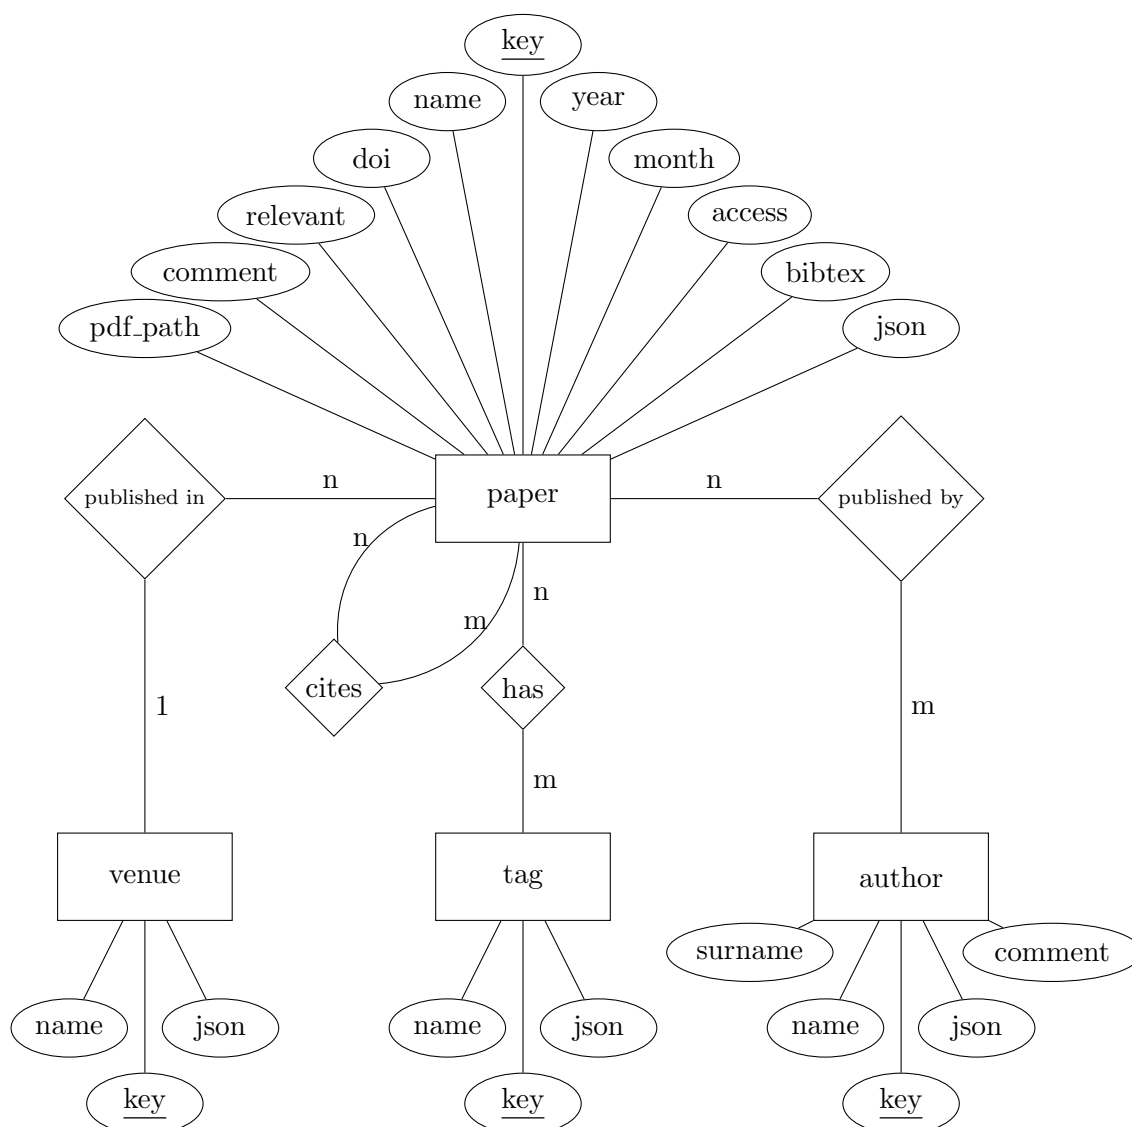 key
name
year
doi
month
relevant
access
comment
bibtex
pdf_path
json
published in
n
paper
n
published by
n
n
m
cites
has
1
m
m
venue
tag
author
surname
comment
name
json
name
json
name
json
key
key
key